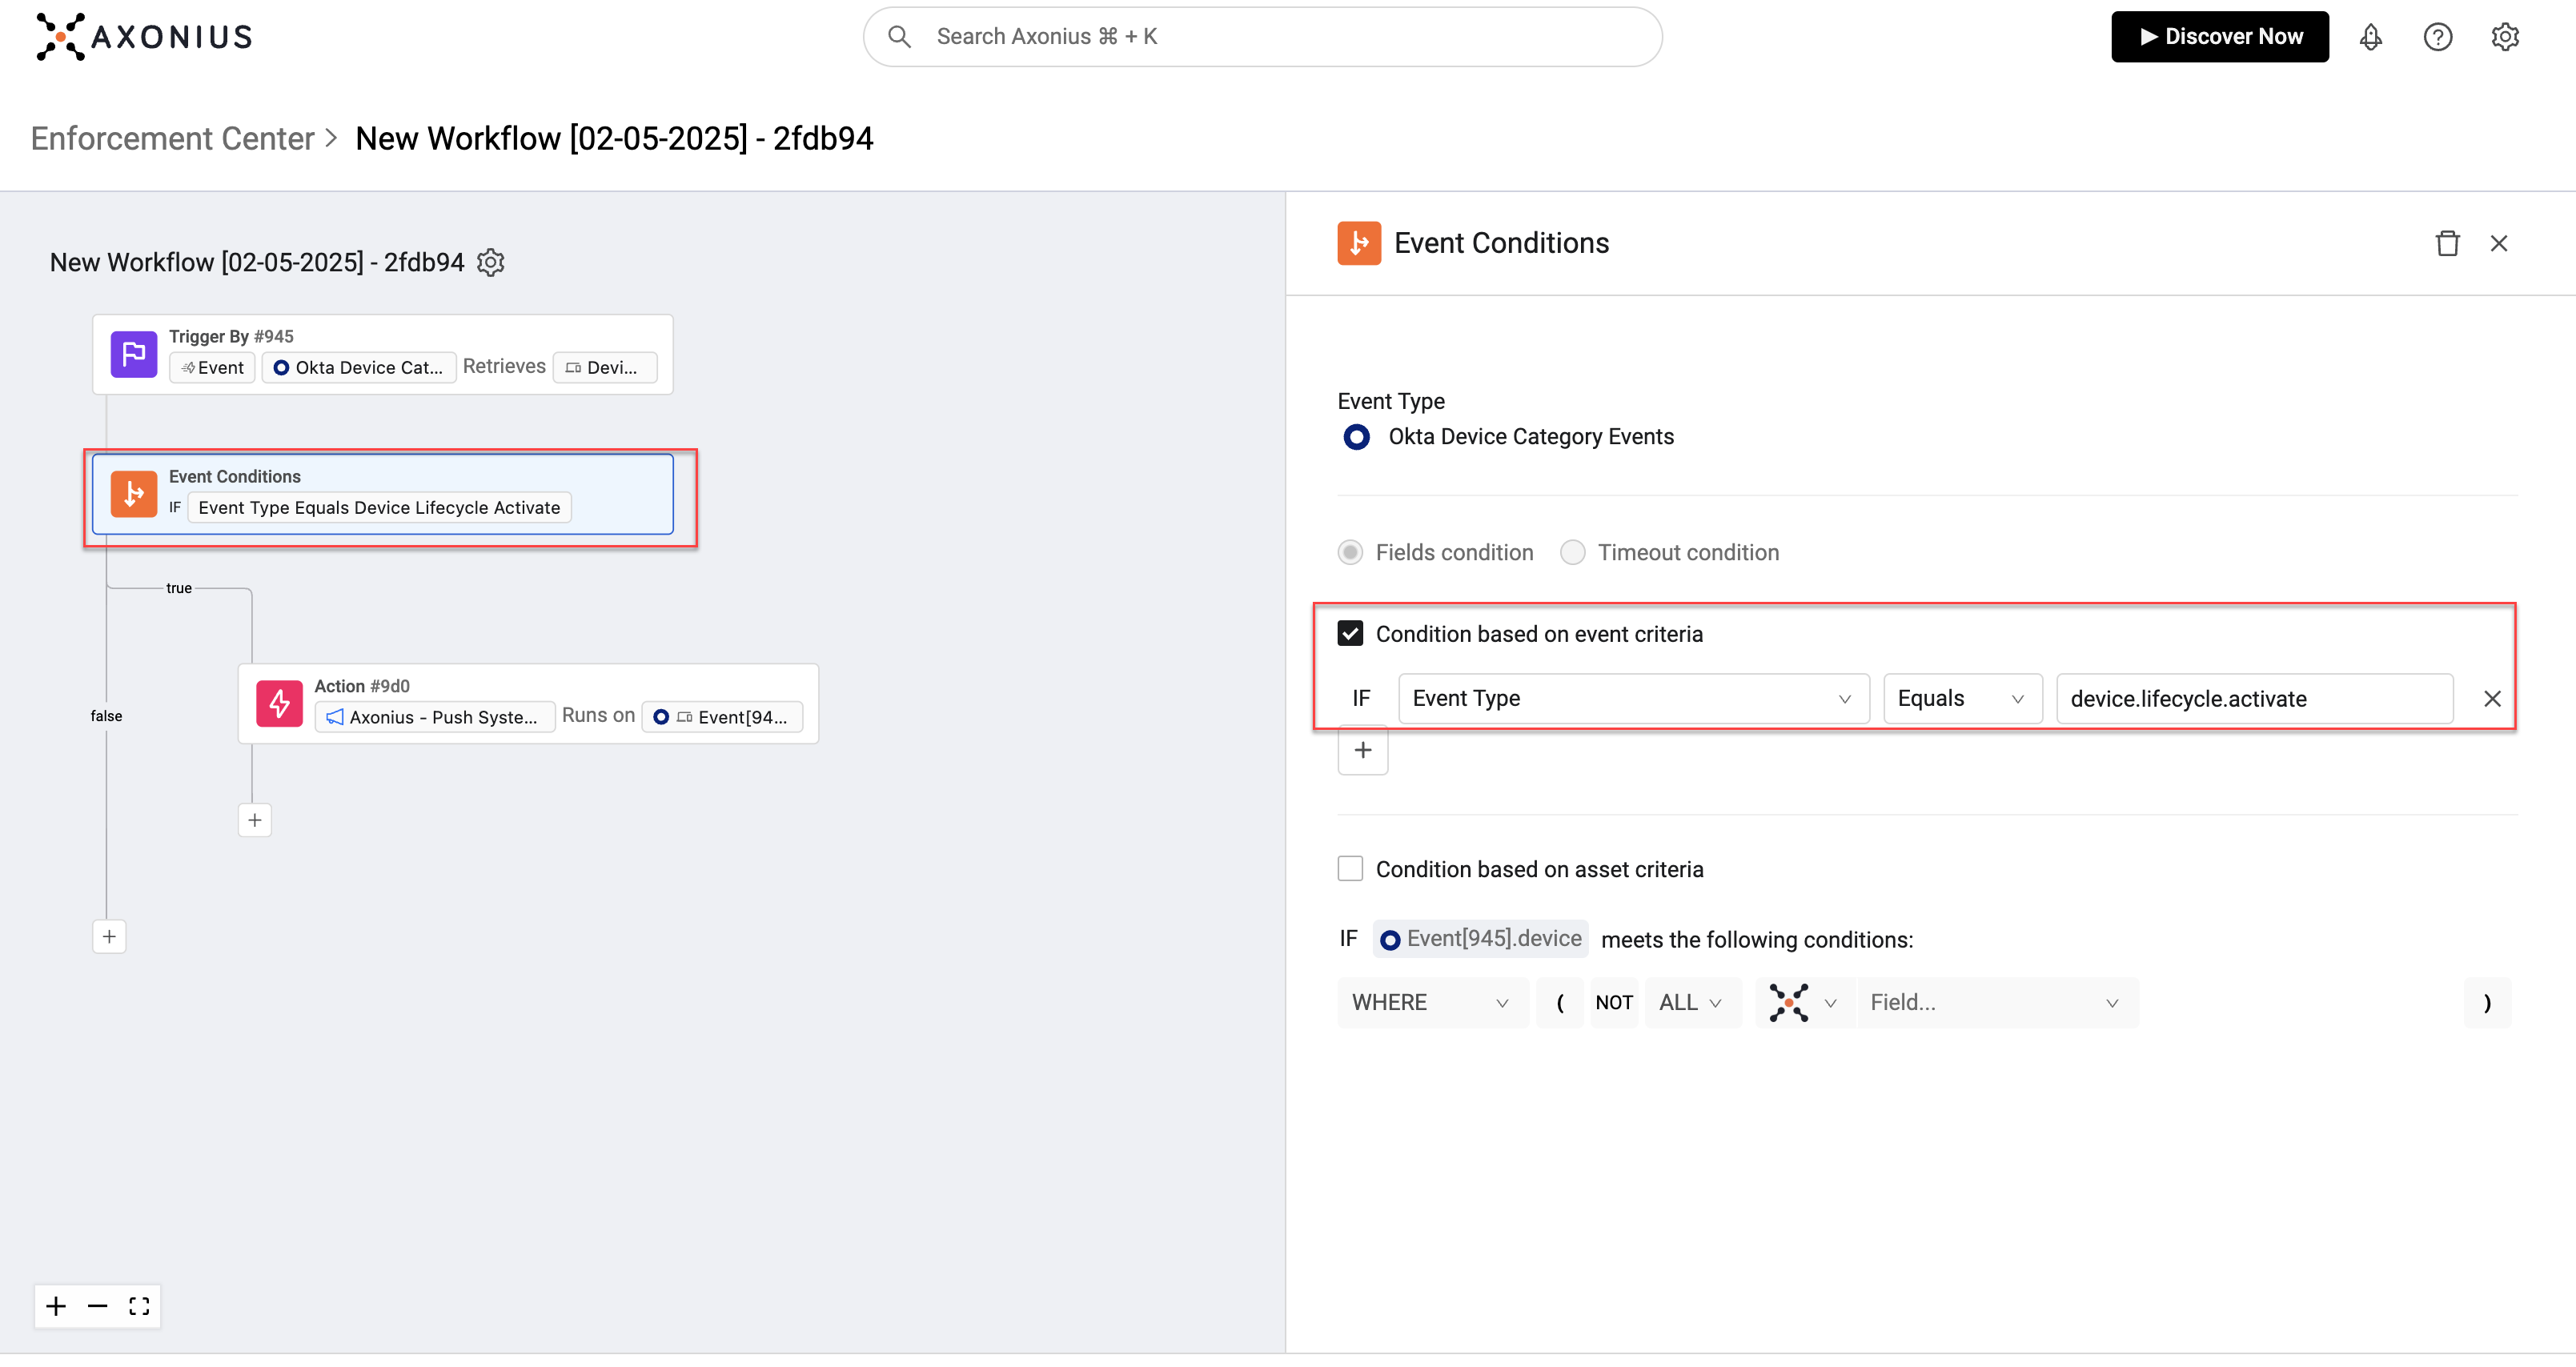 AXONIUS
Search Axonius ⌘ + K
Discover Now
Enforcement Center > New Workflow [02-05-2025] - 2fdb94
New Workflow [02-05-2025] - 2fdb94
Trigger By #945
Event Okta Device Cat... Retrieves Devi...
Event Conditions
IF Event Type Equals Device Lifecycle Activate
true
false
Action #9d0
Axonius - Push Syste... Runs on Event[94...
Event Conditions
Event Type
Okta Device Category Events
Fields condition Timeout condition
Condition based on event criteria
IF Event Type Equals device.lifecycle.activate
Condition based on asset criteria
IF Event[945].device meets the following conditions:
WHERE ( NOT ALL Field... )